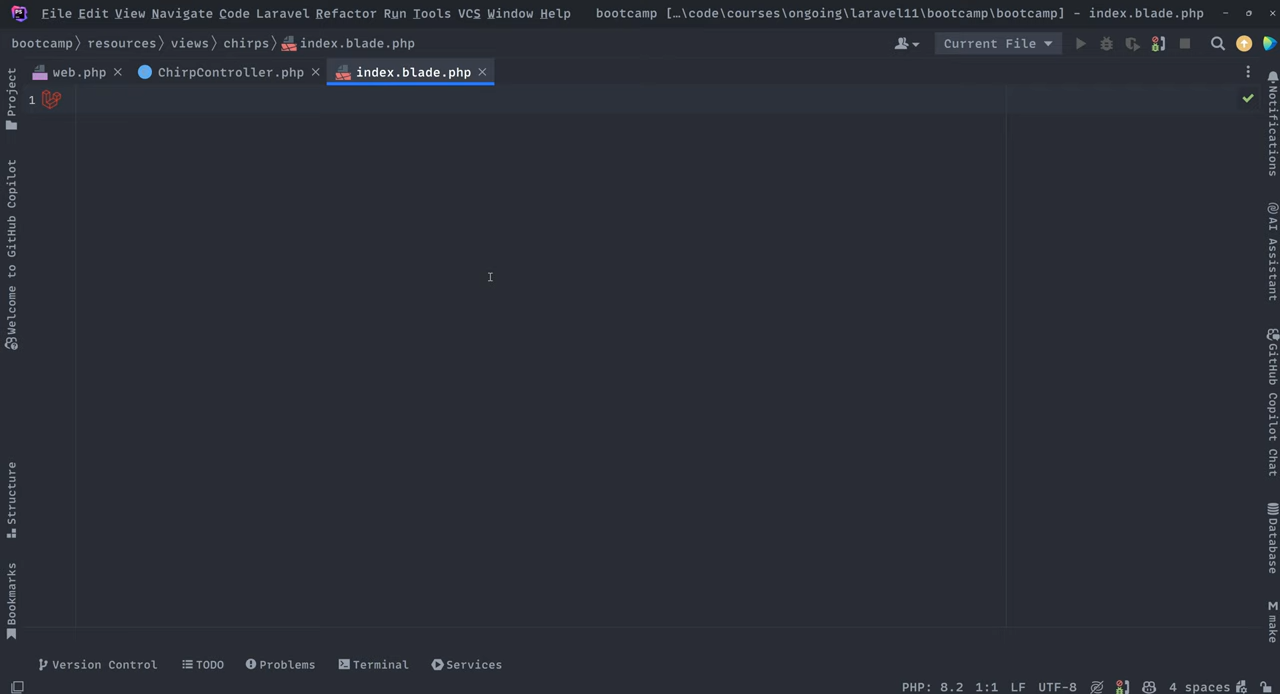 File Edit View Navigate Code Laravel Refactor Run Tools VCS Window Help bootcamp […\code\courses\ongoing\laravel11\bootcamp\bootcamp] – index.blade.php
bootcamp resources views chirps index.blade.php Current File
web.php ChirpController.php index.blade.php
1
Project
Welcome to GitHub Copilot
Structure
Bookmarks
Notifications
AI Assistant
GitHub Copilot Chat
Database
M make
Version Control TODO Problems Terminal Services
PHP: 8.2 1:1 LF UTF-8 4 spaces